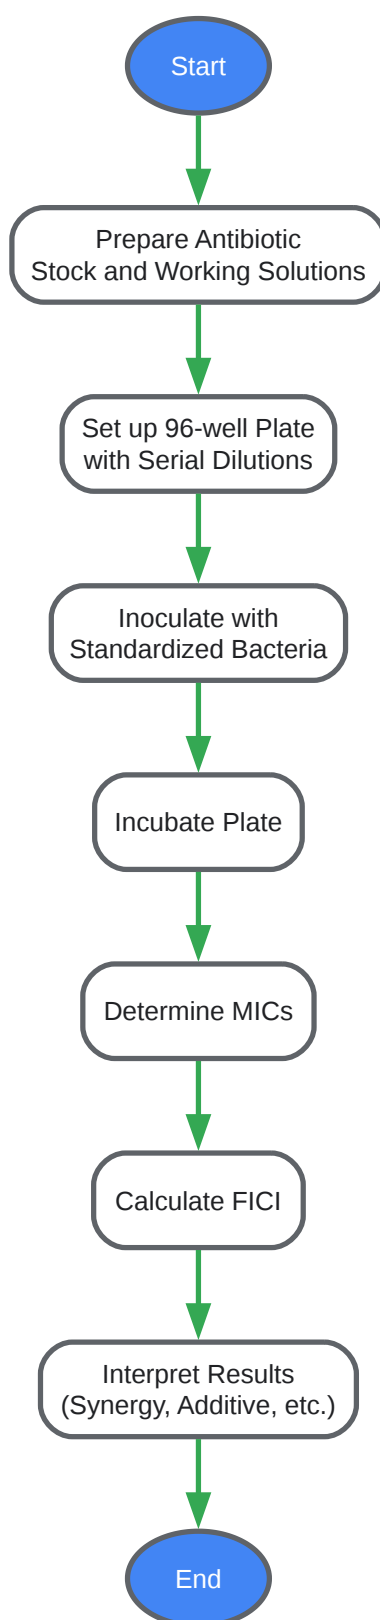 Start
Prepare Antibiotic
Stock and Working Solutions
Set up 96-well Plate
with Serial Dilutions
Inoculate with
Standardized Bacteria
Incubate Plate
Determine MICs
Calculate FICI
Interpret Results
(Synergy, Additive, etc.)
End